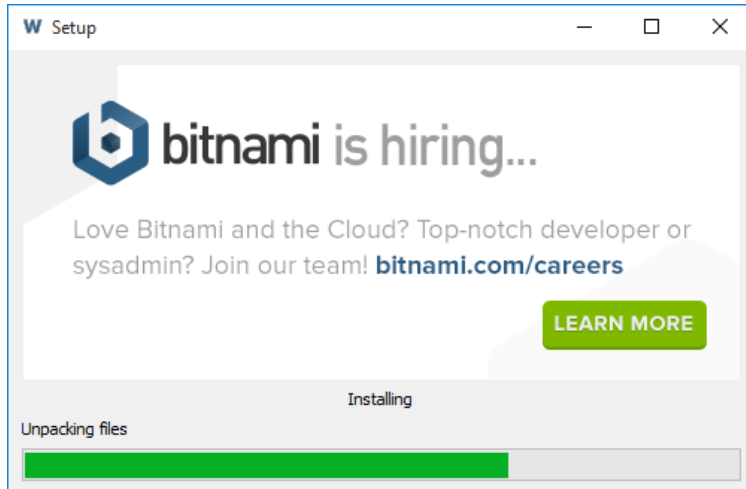 W Setup
bitnami is hiring...
Love Bitnami and the Cloud? Top-notch developer or
sysadmin? Join our team! bitnami.com/careers
LEARN MORE
Installing
Unpacking files